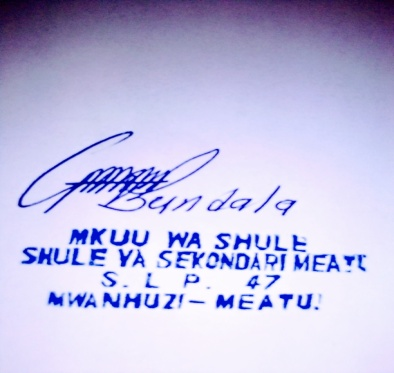 Bundala
MKUU WA SHULE
SHULE YA SEKONDARI MEATU
S. L P. 47
MWANHUZI - MEATU.